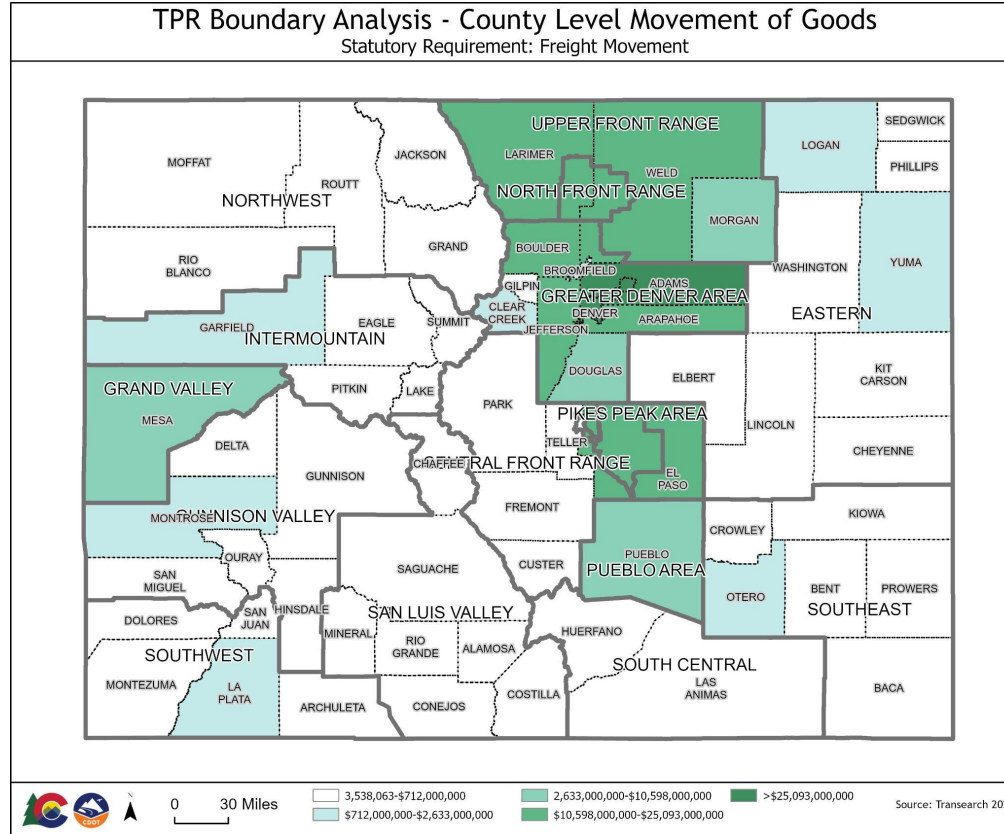 TPR Boundary Analysis - County Level Movement of Goods
Statutory Requirement: Freight Movement
SEDGWICK
UPPER FRONT RANGE
LOGAN
JACKSON
LARIMER
MOFFAT
PHILLIPS
WELD
ROUTT
NORTH FRONT RANGE
NORTHWEST
MORGAN
GRAND
BOULDER
RIO
BLANCO
YUMA
WASHINGTON
BROOMFIELD
GILPIN
ADAMS
GREATER DENVER AREA
CLEAR
CREEK
DENVER
EASTERN
ARAPAHOE
EAGLE
SUMMIT
GARFIELD
JEFFERSON
INTERMOUNTAIN
DOUGLAS
ELBERT
KIT
CARSON
GRAND VALLEY
PITKIN
LAKE
PARK
PIKES PEAK AREA
MESA
LINCOLN
TELLER
DELTA
CHEYENNE
CHAFFEE
CENTRAL FRONT RANGE
GUNNISON
EL
PASO
FREMONT
KIOWA
MONTROSE
GUNNISON VALLEY
CROWLEY
PUEBLO
OURAY
SAGUACHE
CUSTER
PUEBLO AREA
SAN
MIGUEL
BENT
PROWERS
OTERO
SOUTHEAST
HINSDALE
SAN LUIS VALLEY
DOLORES
SAN
JUAN
MINERAL
HUERFANO
RIO
GRANDE
ALAMOSA
SOUTHWEST
SOUTH CENTRAL
MONTEZUMA
LA
PLATA
LAS
ANIMAS
BACA
COSTILLA
ARCHULETA
CONEJOS
CDOT
N
0 30 Miles
3,538,063-$712,000,000
$712,000,000-$2,633,000,000
2,633,000,000-$10,598,000,000
$10,598,000,000-$25,093,000,000
>$25,093,000,000
Source: Transearch 20